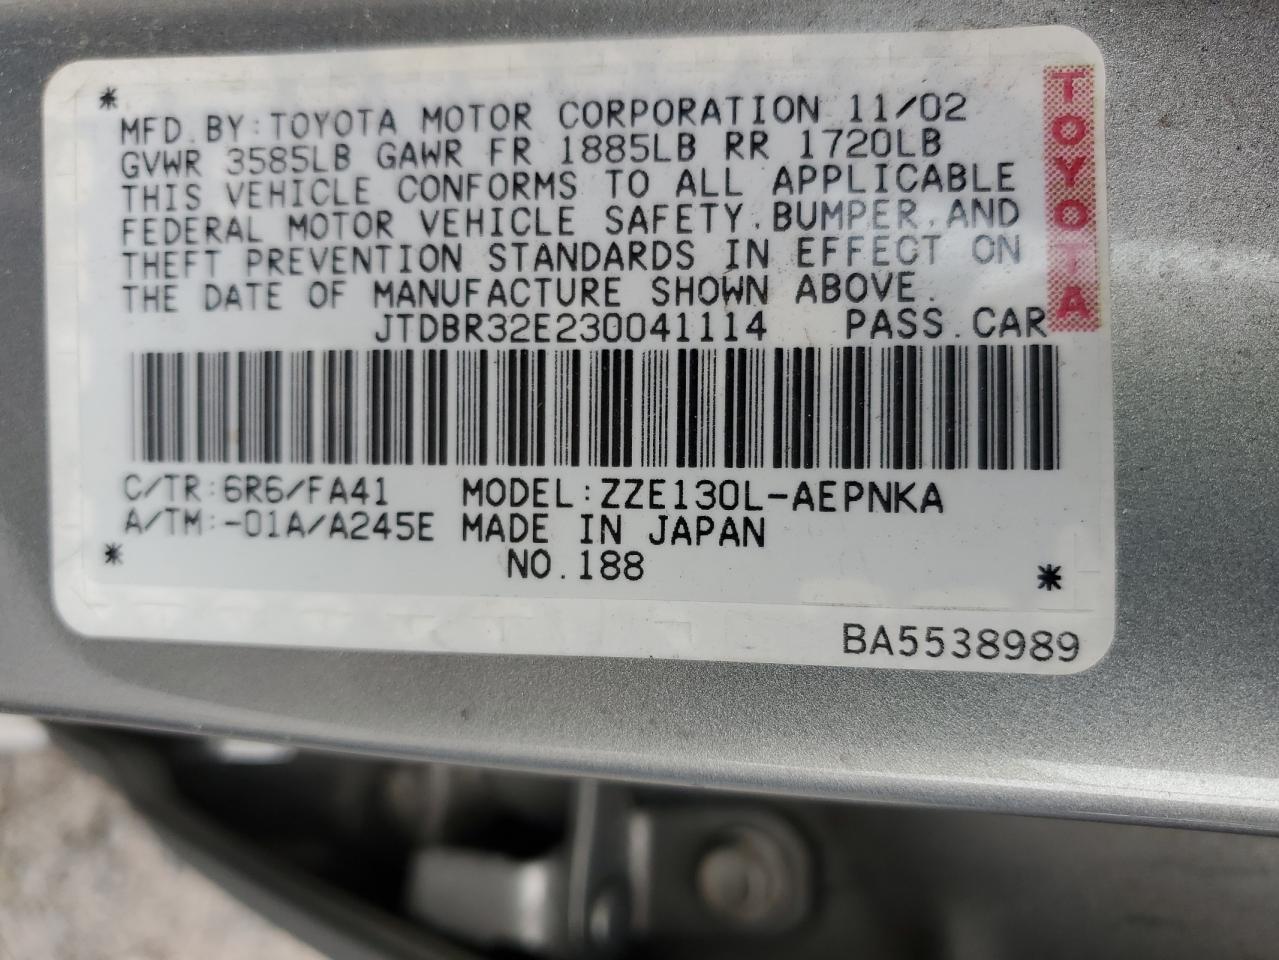 *
MFD.BY:TOYOTA MOTOR CORPORATION 11/02
GVWR 3585LB GAWR FR 1885LB RR 1720LB
THIS VEHICLE CONFORMS TO ALL APPLICABLE
FEDERAL MOTOR VEHICLE SAFETY,BUMPER,AND
THEFT PREVENTION STANDARDS IN EFFECT ON
THE DATE OF MANUFACTURE SHOWN ABOVE.
JTDBR32E230041114 PASS.CAR
TOYOTA
C/TR:6R6/FA41 MODEL:ZZE130L-AEPNKA
A/TM:-01A/A245E MADE IN JAPAN
* NO.188 *
BA5538989